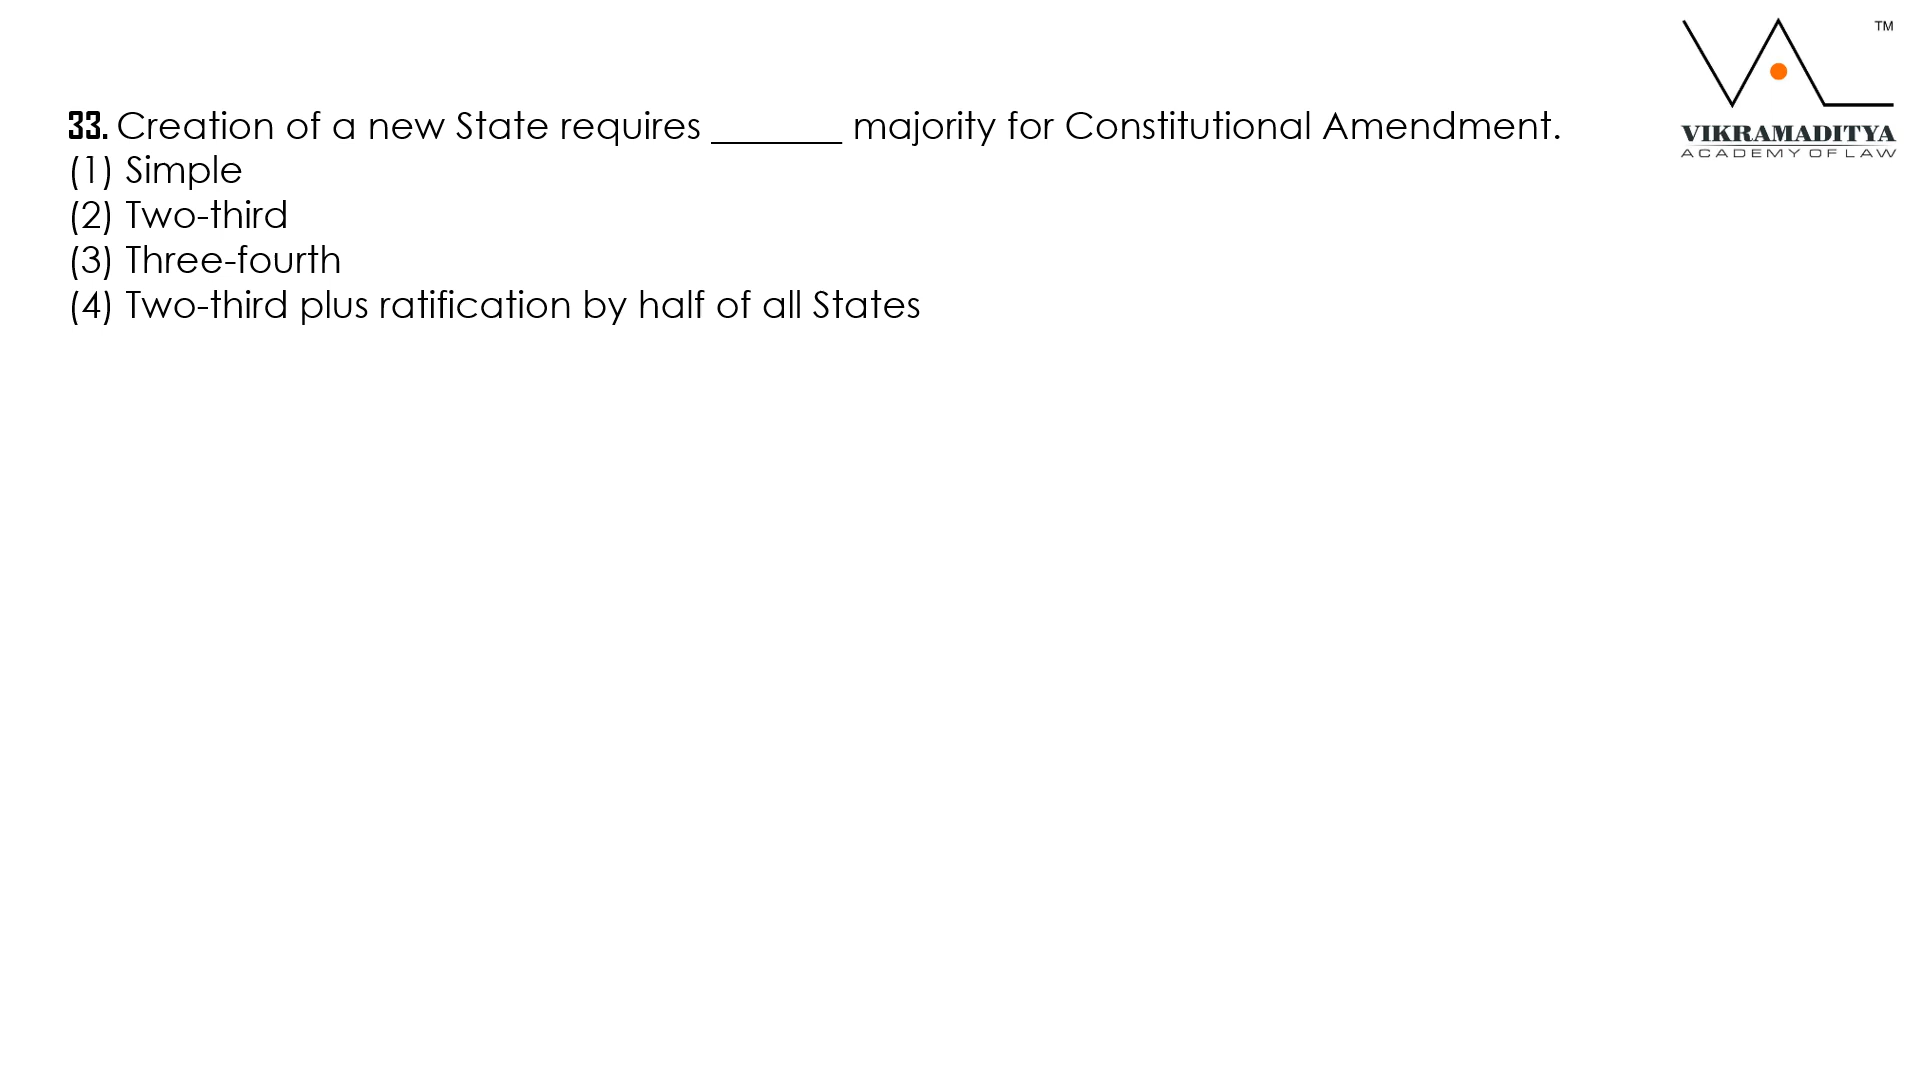 33. Creation of a new State requires _______ majority for Constitutional Amendment.
(1) Simple
(2) Two-third
(3) Three-fourth
(4) Two-third plus ratification by half of all States
TM
VIKRAMADITYA
ACADEMY OF LAW